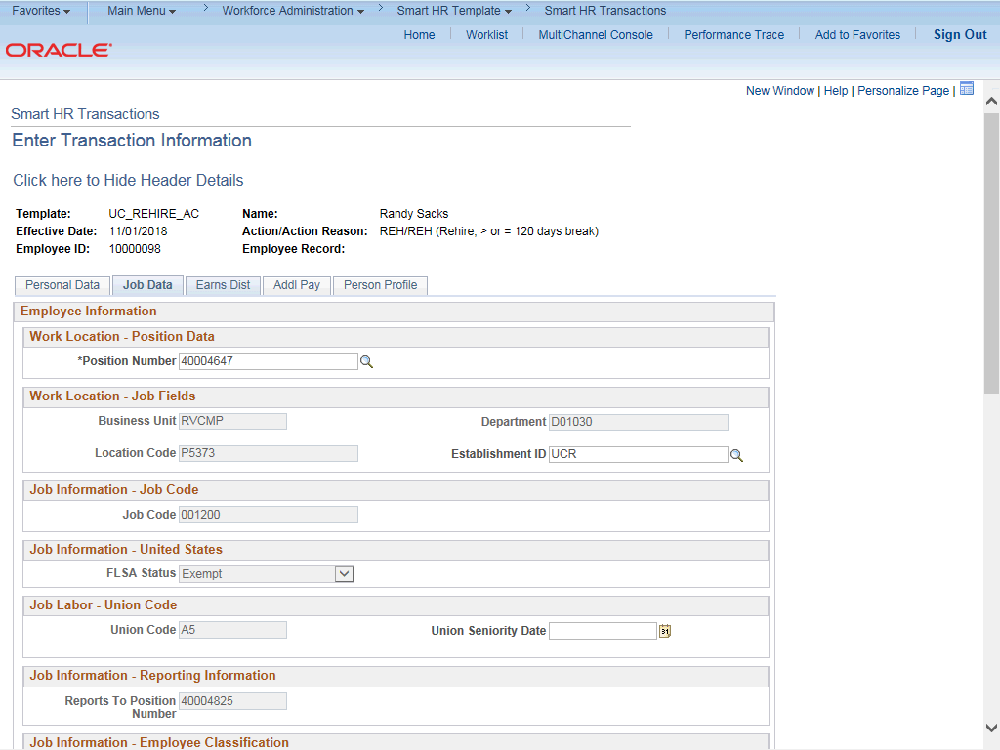 Favorites Main Menu > Workforce Administration > Smart HR Template > Smart HR Transactions
Home Worklist MultiChannel Console Performance Trace Add to Favorites Sign Out
ORACLE
New Window | Help | Personalize Page |
Smart HR Transactions
Enter Transaction Information
Click here to Hide Header Details
Template: UC_REHIRE_AC Name: Randy Sacks
Effective Date: 11/01/2018 Action/Action Reason: REH/REH (Rehire, > or = 120 days break)
Employee ID: 10000098 Employee Record:
Personal Data Job Data Earns Dist Addl Pay Person Profile
Employee Information
Work Location - Position Data
*Position Number 40004647
Work Location - Job Fields
Business Unit RVCMP Department D01030
Location Code P5373 Establishment ID UCR
Job Information - Job Code
Job Code 001200
Job Information - United States
FLSA Status Exempt
Job Labor - Union Code
Union Code A5 Union Seniority Date 31
Job Information - Reporting Information
Reports To Position Number 40004825
Job Information - Employee Classification